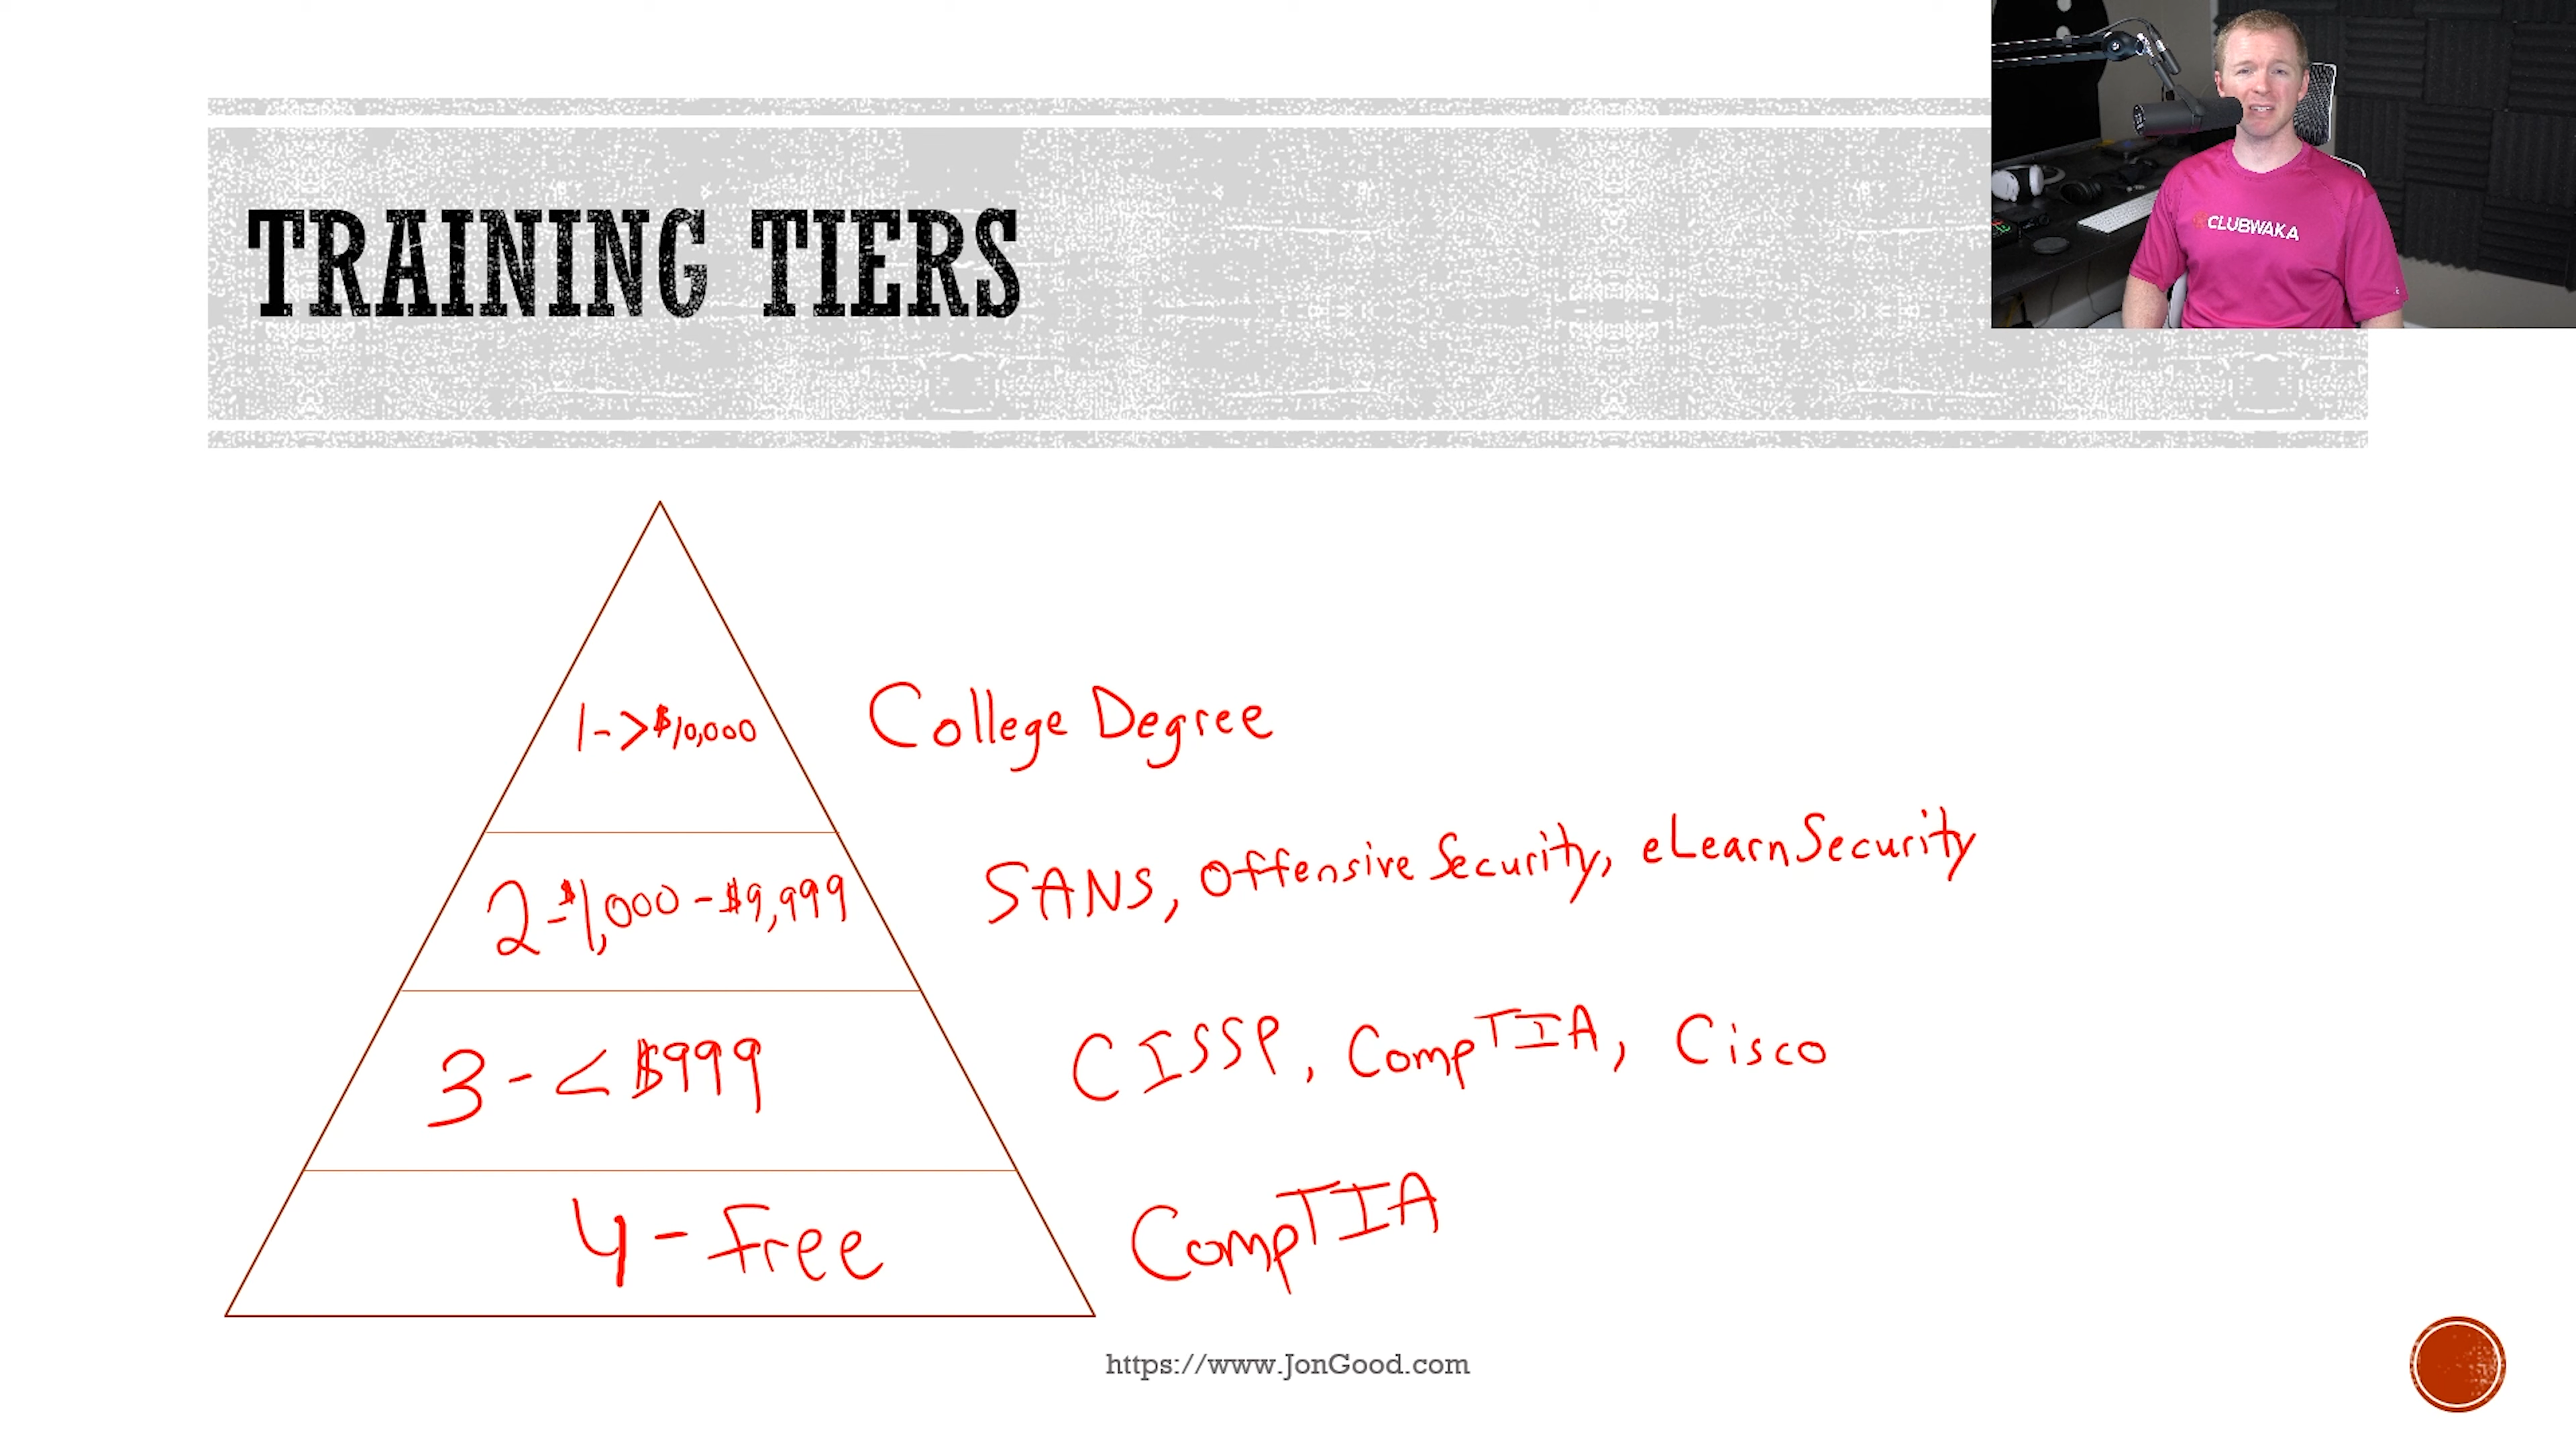 CLUBWAKA
TRAINING TIERS
1->$10,000 College Degree
2-$1,000-$9,999 SANS, Offensive Security, eLearnSecurity
3-<$999 CISSP, CompTIA, Cisco
4-Free CompTIA
https://www.JonGood.com